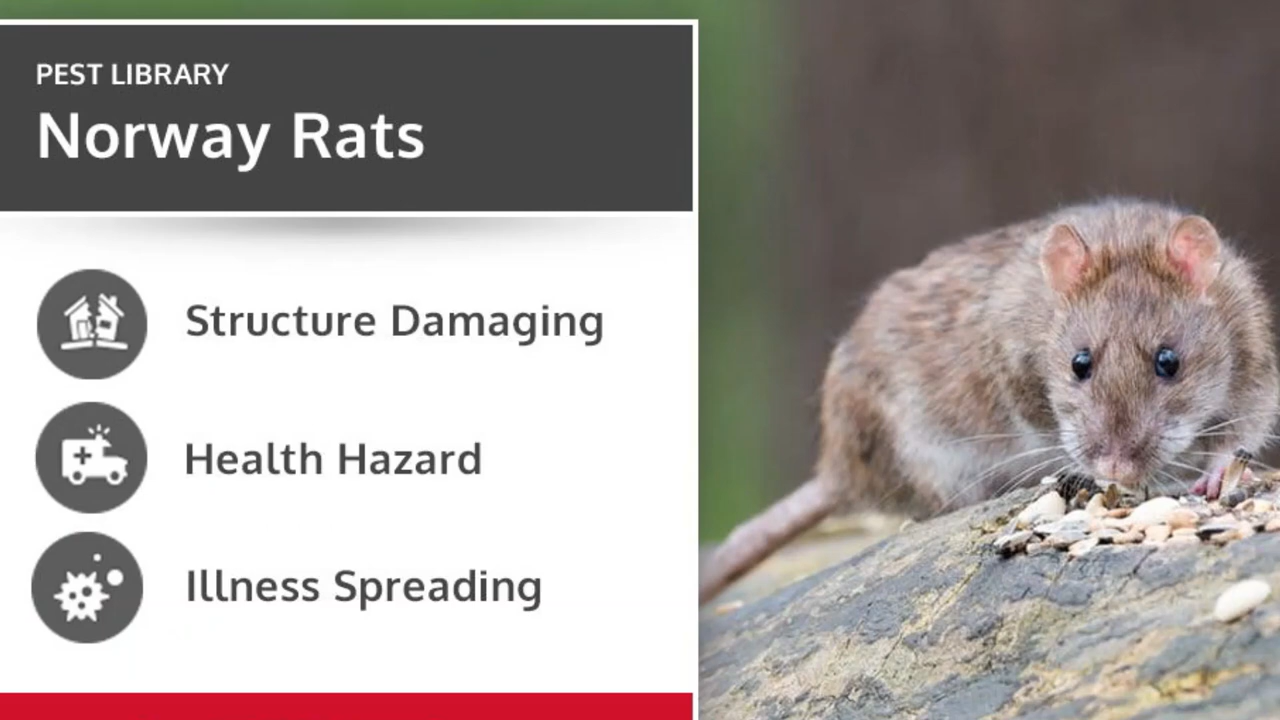 PEST LIBRARY
Norway Rats
Structure Damaging
Health Hazard
Illness Spreading